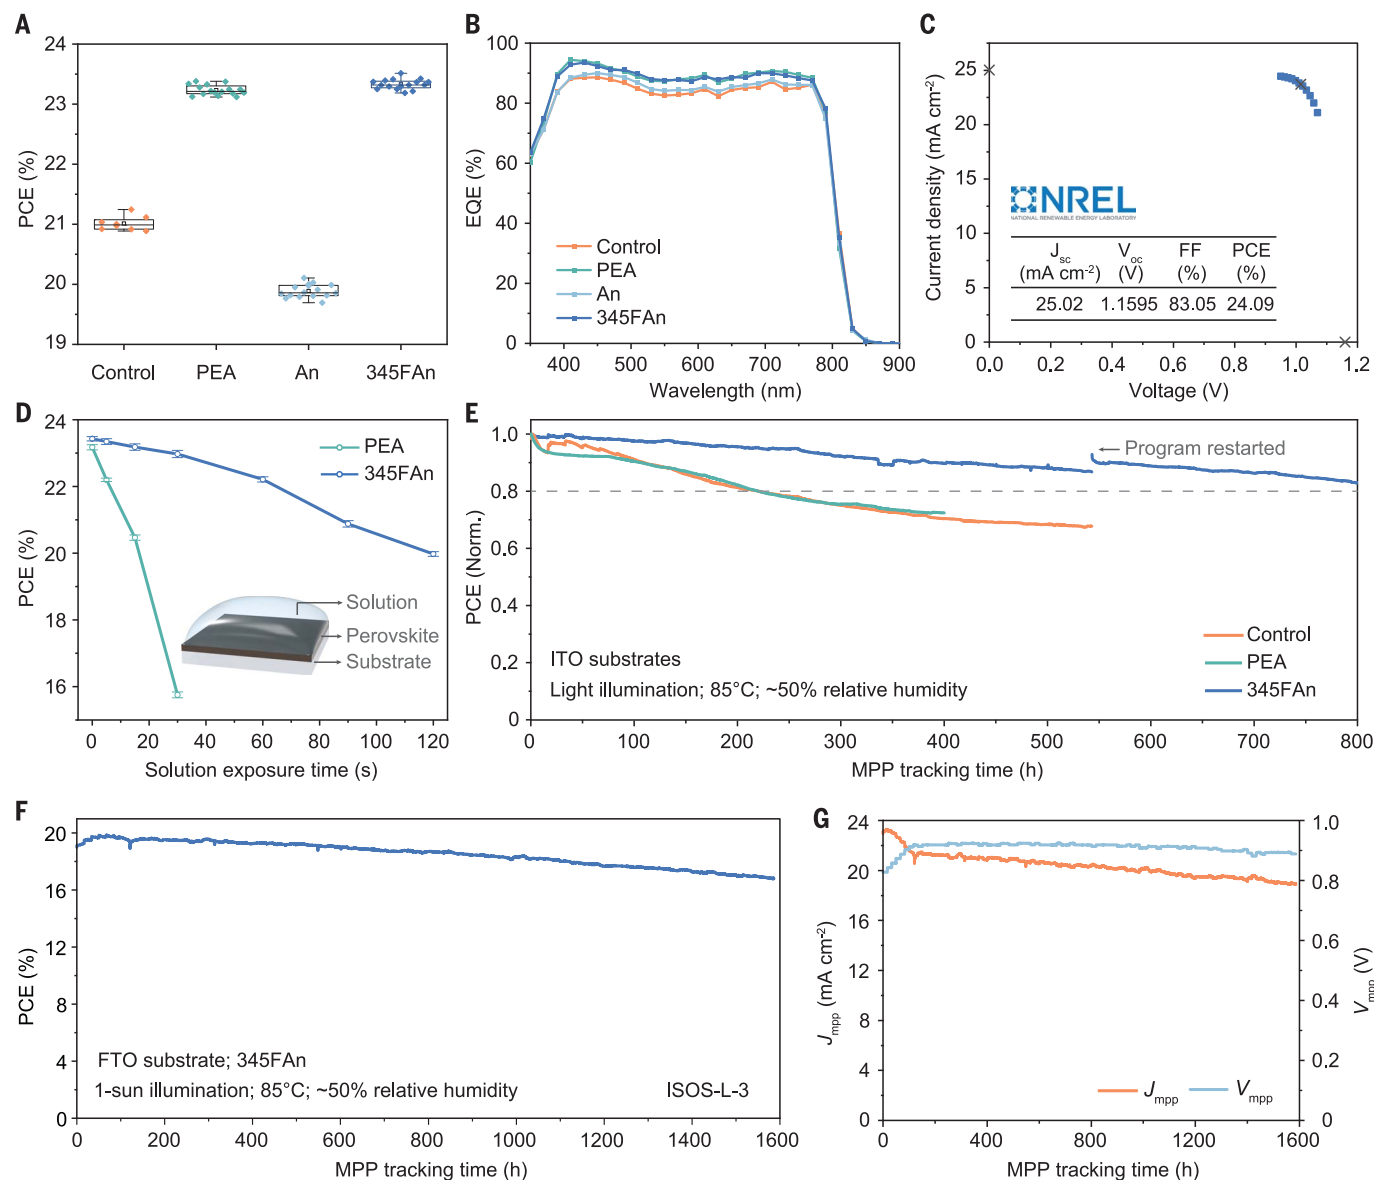 A
24
23
22
21
20
19
PCE (%)
Control
PEA
An
345FAn
B
100
80
60
40
20
0
EQE (%)
Control
PEA
An
345FAn
400
500
600
700
800
900
Wavelength (nm)
C
30
25
20
15
10
5
0
Current density (mA cm⁻²)
NREL
NATIONAL RENEWABLE ENERGY LABORATORY
Jsc Voc FF PCE
(mA cm⁻²) (V) (%) (%)
25.02 1.1595 83.05 24.09
0.0 0.2 0.4 0.6 0.8 1.0 1.2
Voltage (V)
D
24
22
20
18
16
PCE (%)
PEA
345FAn
Solution
Perovskite
Substrate
0 20 40 60 80 100 120
Solution exposure time (s)
E
1.0
0.8
0.6
0.4
0.2
0
PCE (Norm.)
Program restarted
Control
PEA
345FAn
ITO substrates
Light illumination; 85°C; ~50% relative humidity
0 100 200 300 400 500 600 700 800
MPP tracking time (h)
F
20
16
12
8
4
0
PCE (%)
FTO substrate; 345FAn
1-sun illumination; 85°C; ~50% relative humidity
ISOS-L-3
0 200 400 600 800 1000 1200 1400 1600
MPP tracking time (h)
G
24
20
16
12
8
4
0
Jmpp (mA cm⁻²)
1.0
0.8
0.6
0.4
0.2
0
Vmpp (V)
Jmpp Vmpp
0 400 800 1200 1600
MPP tracking time (h)